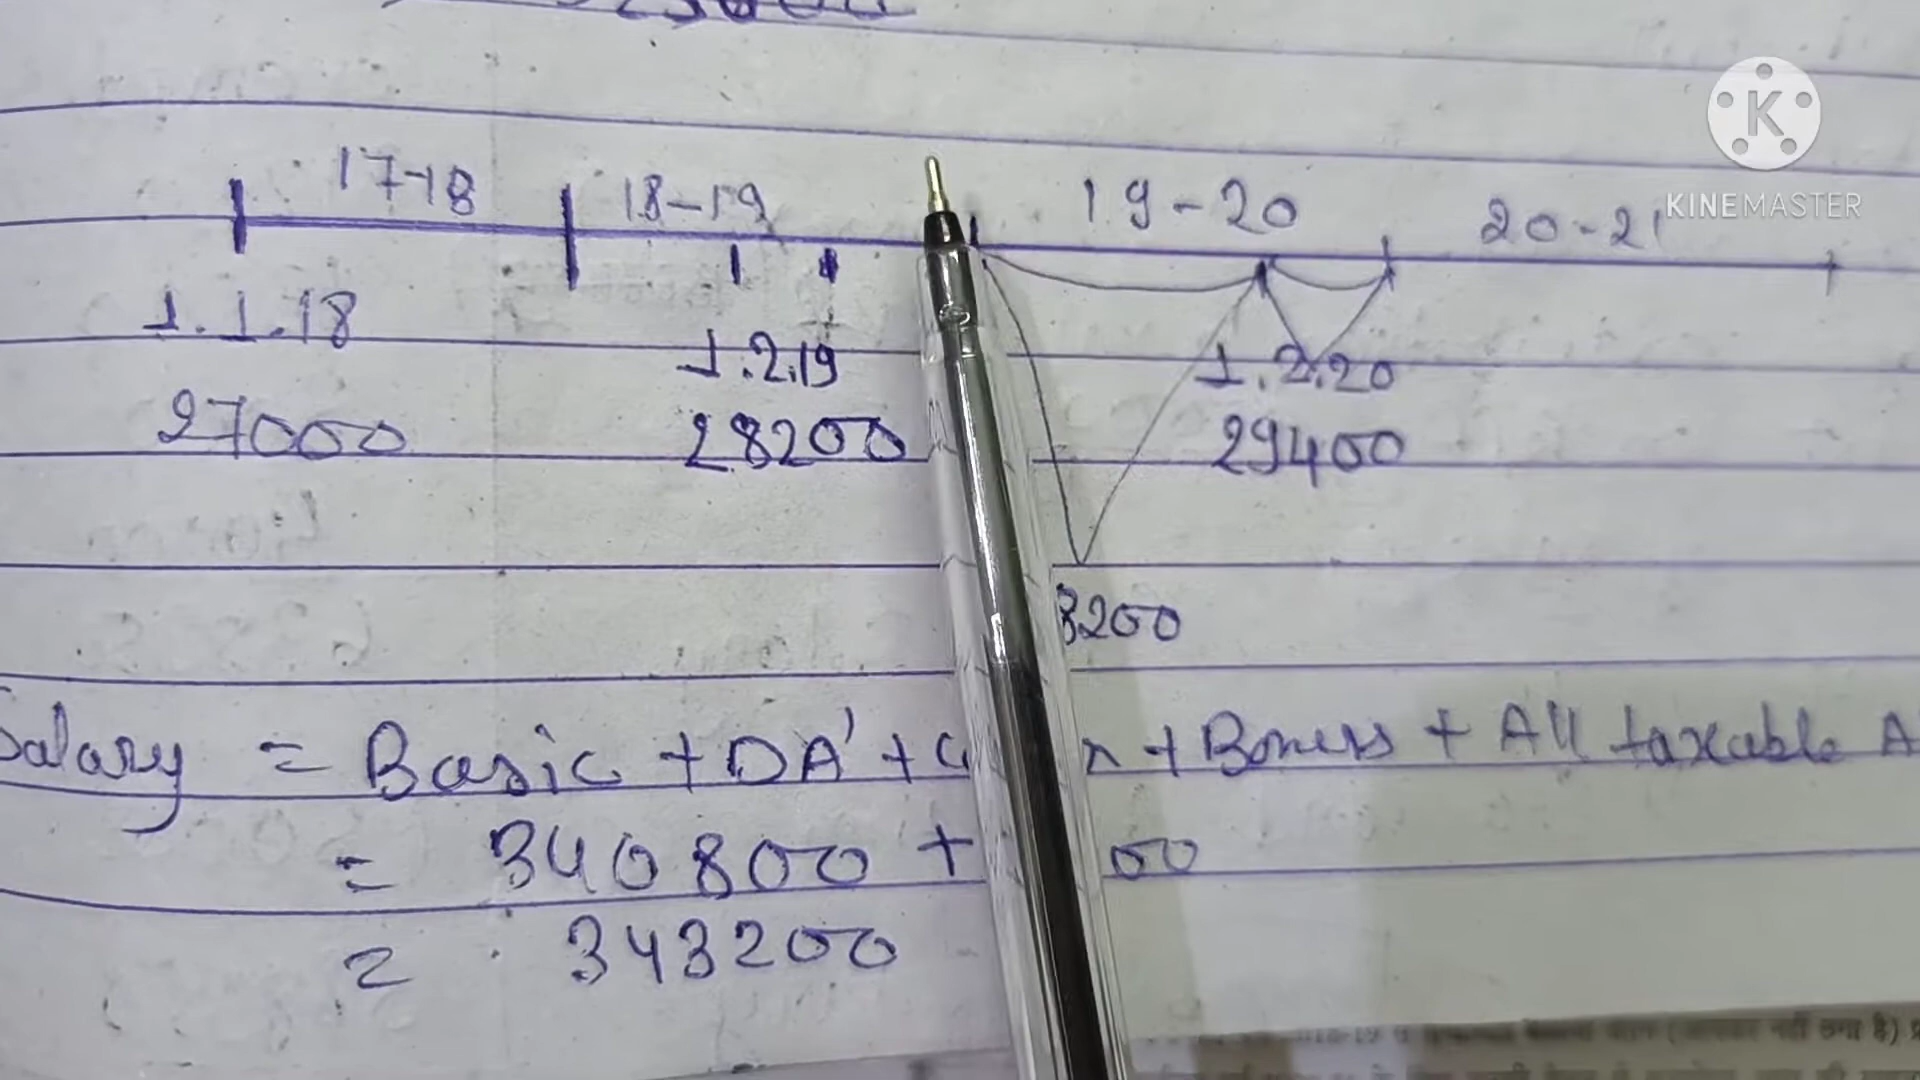 17-18 18-19 19-20 20-21
K
KINEMASTER
1.1.18 1.2.19 1.2.20
27000 28200 29400
8200
Salary = Basic + DA + + Bonus + All taxable A
= 340800 + 00
= 343200